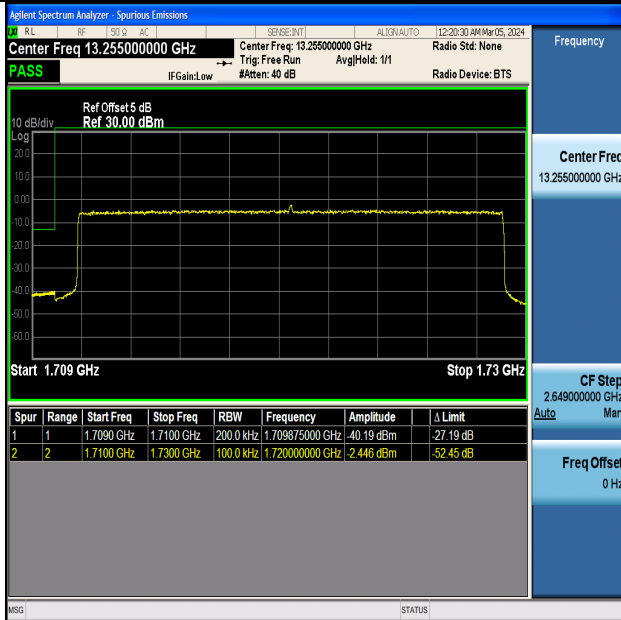 Agilent Spectrum Analyzer - Spurious Emissions
LXI RL RF 50 Ω AC SENSE:INT ALIGN AUTO 12:20:30 AM Mar 05, 2024
Center Freq 13.255000000 GHz Center Freq: 13.255000000 GHz Radio Std: None
Trig: Free Run Avg|Hold: 1/1
PASS IFGain:Low #Atten: 40 dB Radio Device: BTS
Ref Offset 5 dB
10 dB/div Ref 30.00 dBm
Log
20.0
10.0
0.00
-10.0
-20.0
-30.0
-40.0
-50.0
-60.0
Start 1.709 GHz Stop 1.73 GHz
Spur Range Start Freq Stop Freq RBW Frequency Amplitude Δ Limit
1 1 1.7090 GHz 1.7100 GHz 200.0 kHz 1.709875000 GHz -40.19 dBm -27.19 dB
2 2 1.7100 GHz 1.7300 GHz 100.0 kHz 1.720000000 GHz -2.446 dBm -52.45 dB
MSG STATUS
Frequency
Center Freq
13.255000000 GHz
CF Step
2.649000000 GHz
Auto Man
Freq Offset
0 Hz